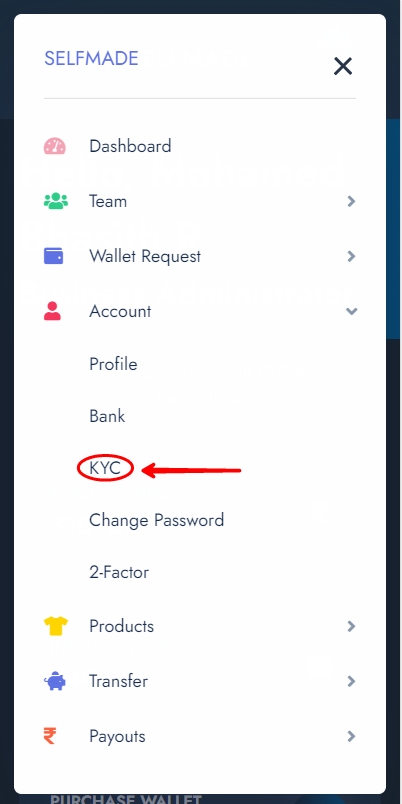 SELFMADE
Dashboard
Team
Wallet Request
Account
Profile
Bank
KYC
Change Password
2-Factor
Products
Transfer
Payouts
PURCHASE WALLET